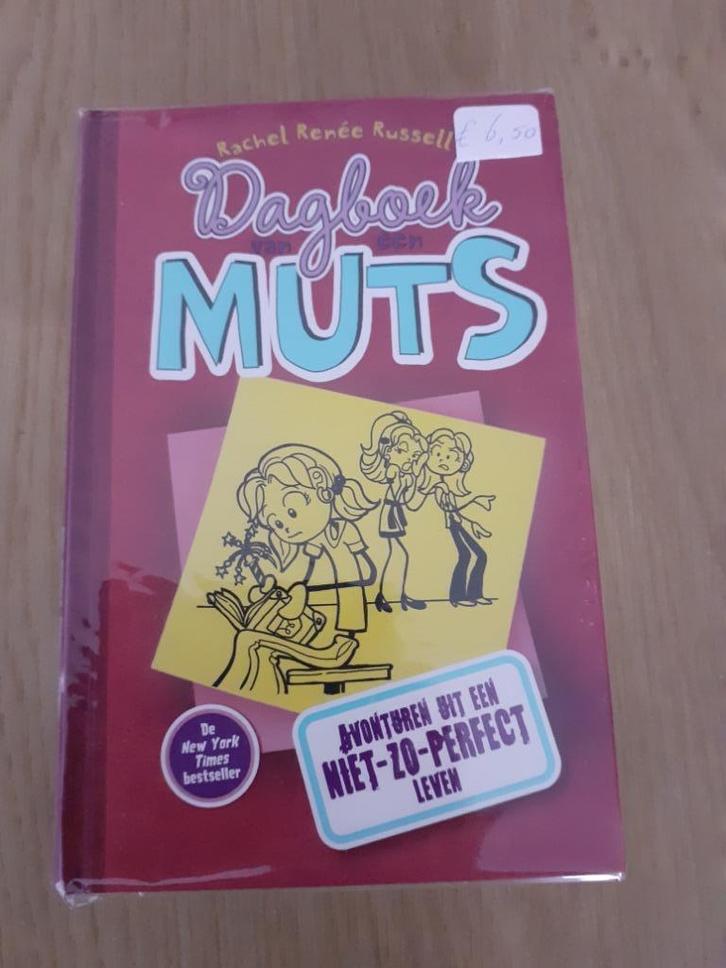 Rachel Renée Russell
£ 6,50
Dagboek
van een
MUTS
De
New York
Times
bestseller
AVONTUREN UIT EEN
NIET-ZO-PERFECT
LEVEN